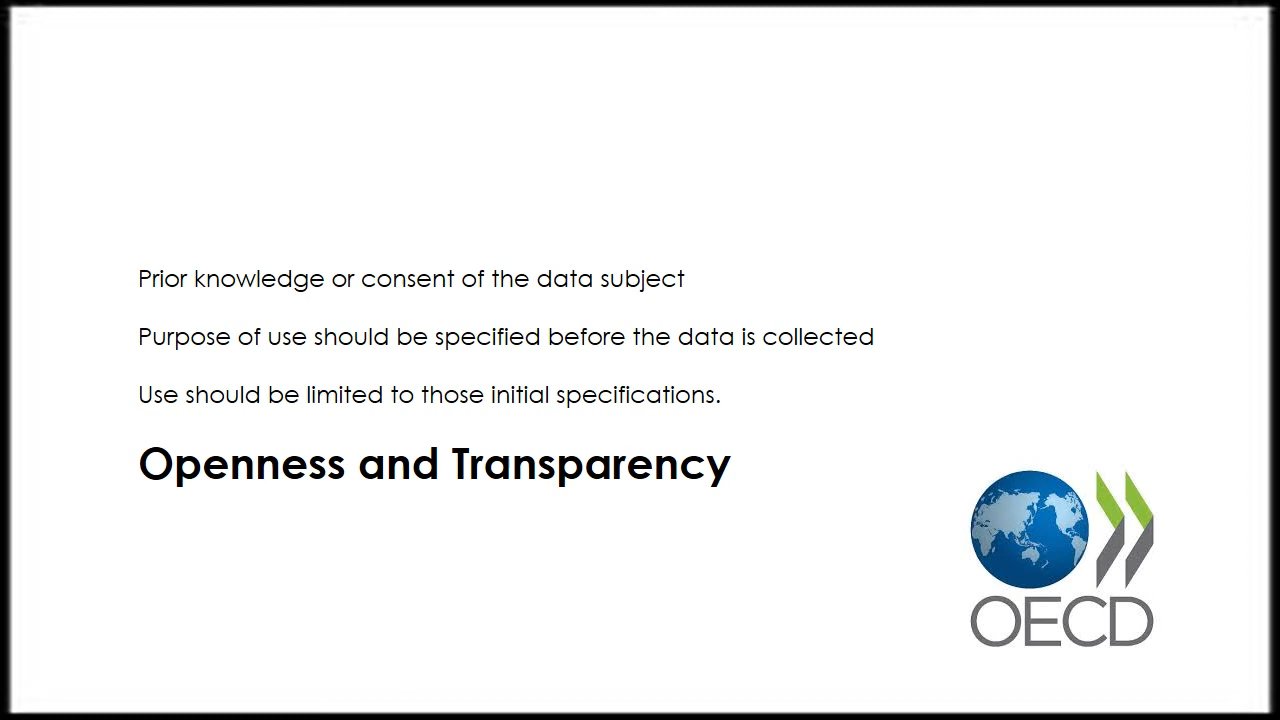 Prior knowledge or consent of the data subject
Purpose of use should be specified before the data is collected
Use should be limited to those initial specifications.
Openness and Transparency
OECD